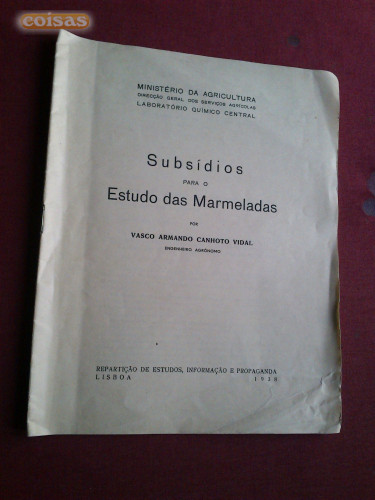 coisas
MINISTÉRIO DA AGRICULTURA
DIRECÇÃO GERAL DOS SERVIÇOS AGRÍCOLAS
LABORATÓRIO QUÍMICO CENTRAL
Subsídios
PARA O
Estudo das Marmeladas
POR
VASCO ARMANDO CANHOTO VIDAL
ENGENHEIRO AGRÓNOMO
REPARTIÇÃO DE ESTUDOS, INFORMAÇÃO E PROPAGANDA
LISBOA 1938